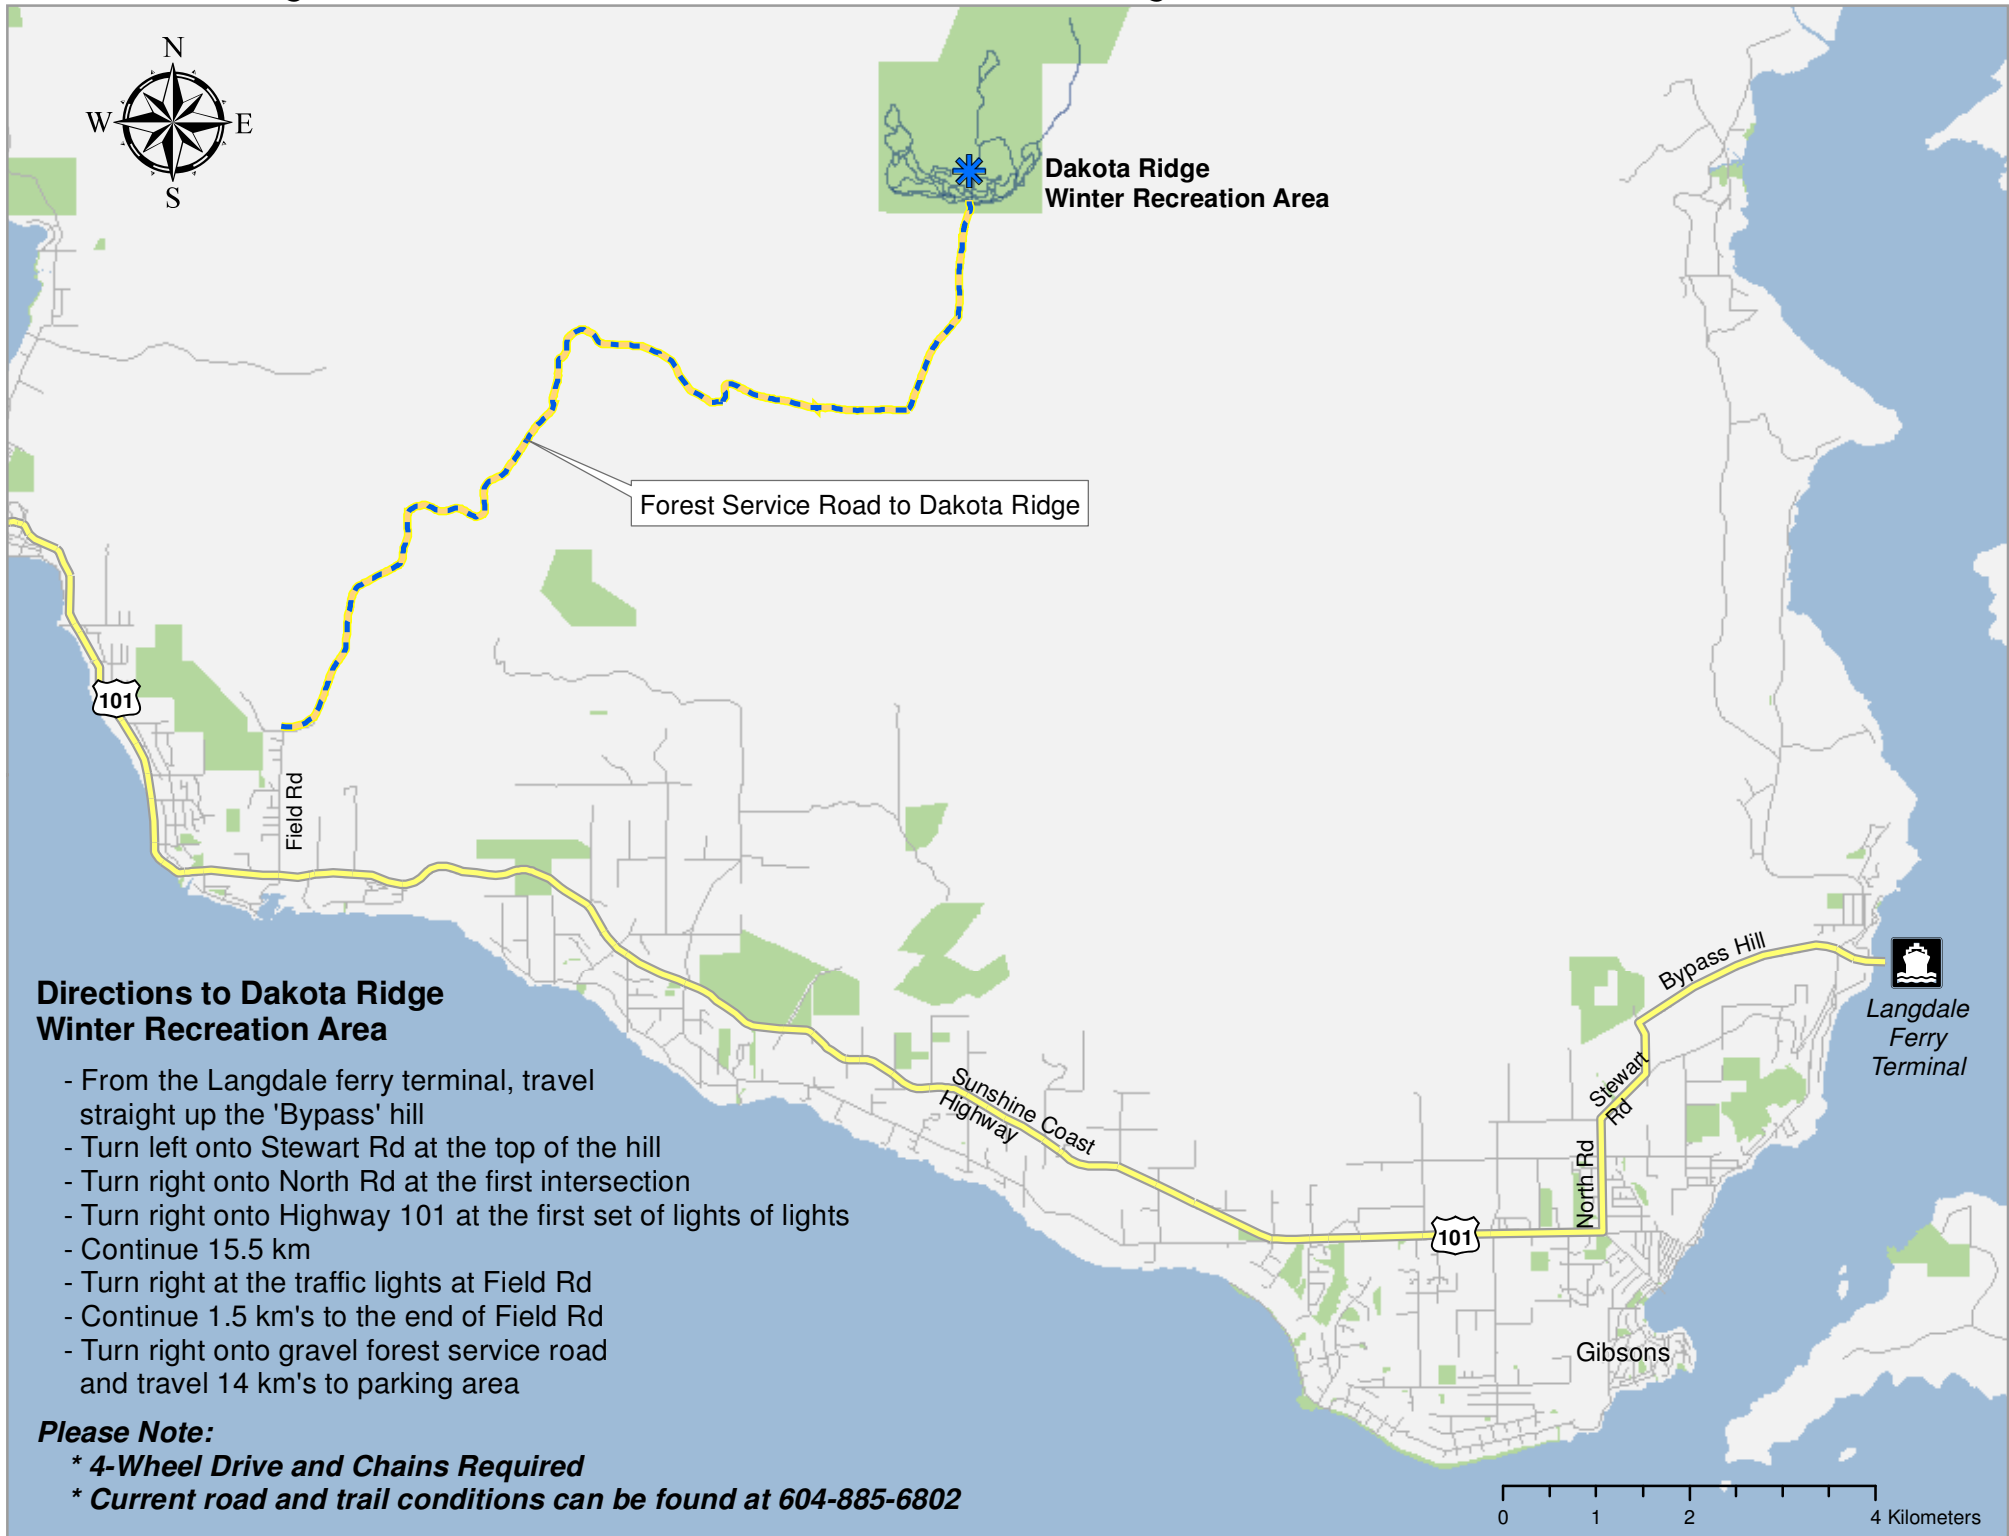 N
W
E
S
Dakota Ridge
Winter Recreation Area
Forest Service Road to Dakota Ridge
101
Field Rd
Bypass Hill
Langdale
Ferry
Terminal
Stewart
Rd
Sunshine Coast
Highway
North Rd
101
Gibsons
Directions to Dakota Ridge
Winter Recreation Area
- From the Langdale ferry terminal, travel
straight up the 'Bypass' hill
- Turn left onto Stewart Rd at the top of the hill
- Turn right onto North Rd at the first intersection
- Turn right onto Highway 101 at the first set of lights of lights
- Continue 15.5 km
- Turn right at the traffic lights at Field Rd
- Continue 1.5 km's to the end of Field Rd
- Turn right onto gravel forest service road
and travel 14 km's to parking area
Please Note:
* 4-Wheel Drive and Chains Required
* Current road and trail conditions can be found at 604-885-6802
0 1 2 4 Kilometers